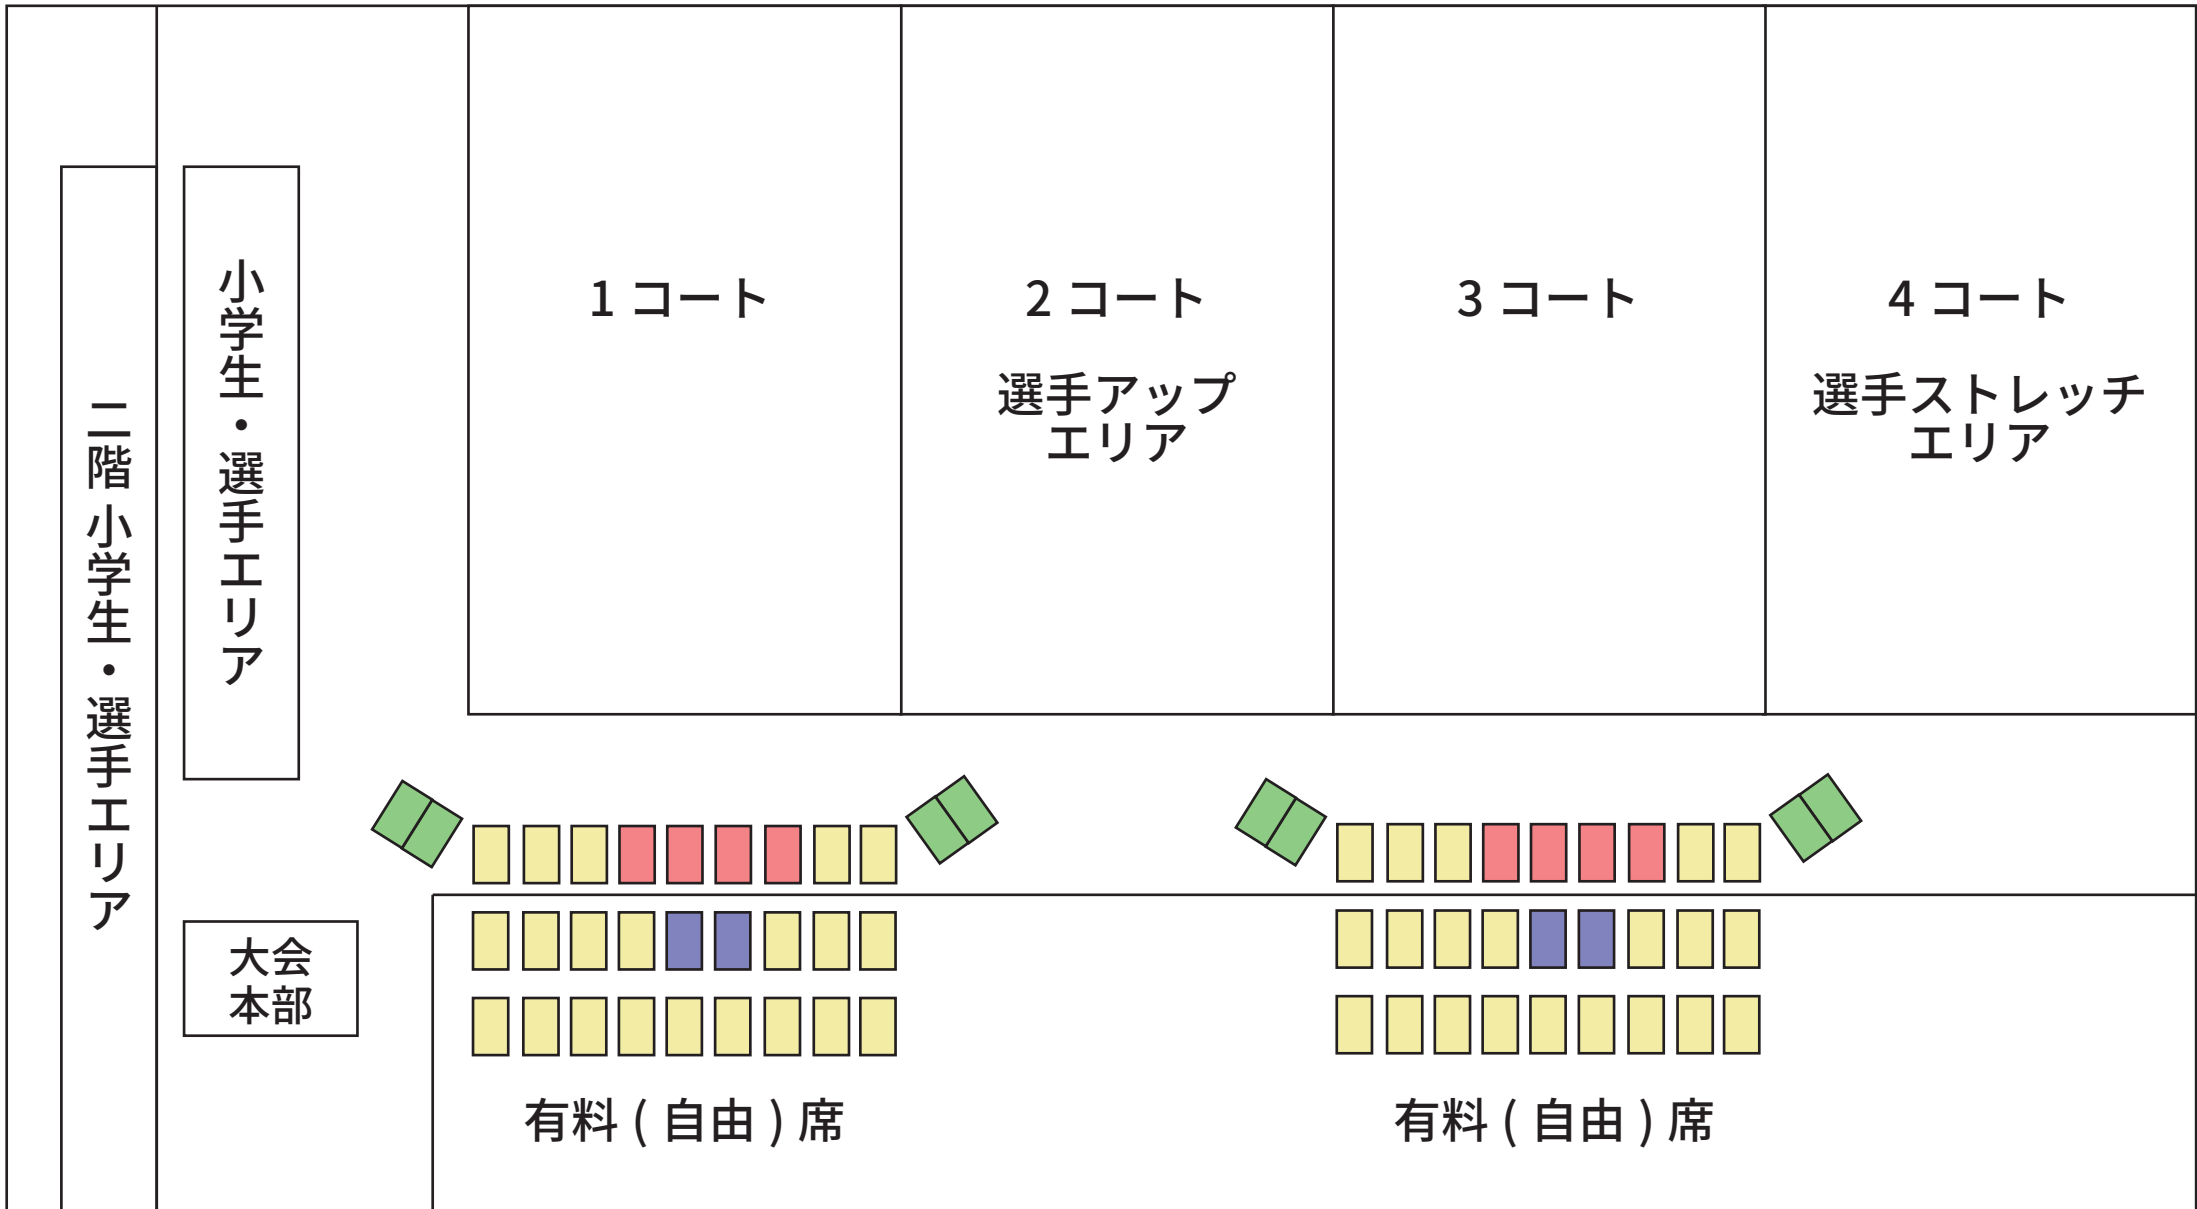 二階 小学生・選手エリア
小学生・選手エリア
1 コート
2 コート
選手アップ
エリア
3 コート
4 コート
選手ストレッチ
エリア
大会
本部
有料 ( 自由 ) 席
有料 ( 自由 ) 席